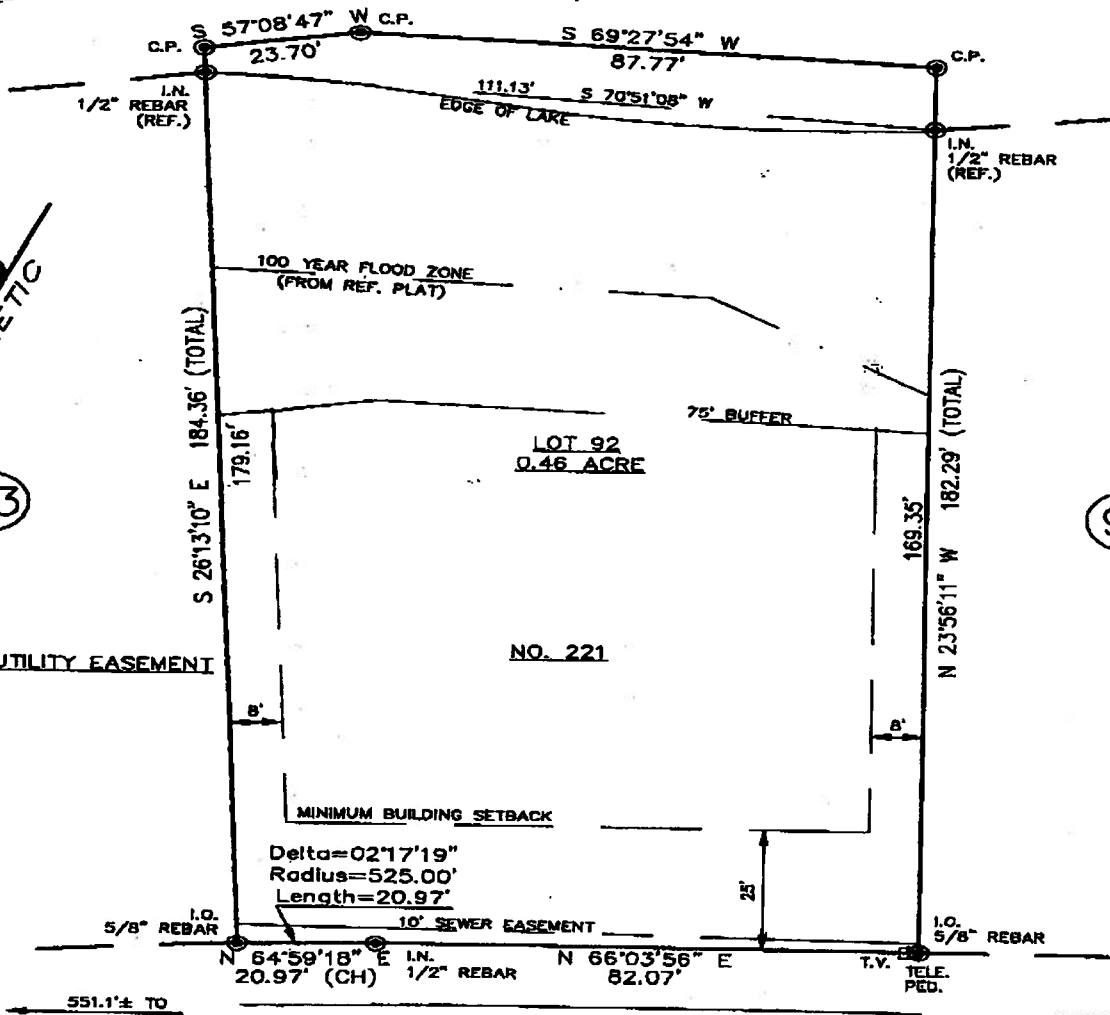 S 57°08'47" W
23.70'
C.P.
C.P.
S 69°27'54" W
87.77'
C.P.
I.N.
1/2" REBAR
(REF.)
111.13' S 70°51'08" W
EDGE OF LAKE
I.N.
1/2" REBAR
(REF.)
100 YEAR FLOOD ZONE
(FROM REF. PLAT)
S 26°13'10" E 184.36' (TOTAL)
179.16'
75' BUFFER
LOT 92
0.46 ACRE
N 23°56'11" W 182.29' (TOTAL)
169.35'
UTILITY EASEMENT
NO. 221
8'
8'
MINIMUM BUILDING SETBACK
Delta=02°17'19"
Radius=525.00'
Length=20.97'
25'
10' SEWER EASEMENT
I.O.
5/8" REBAR
I.O.
5/8" REBAR
N 64°59'18" E
20.97' (CH)
I.N.
1/2" REBAR
N 66°03'56" E
82.07'
T.V.
TELE.
PED.
551.1'± TO